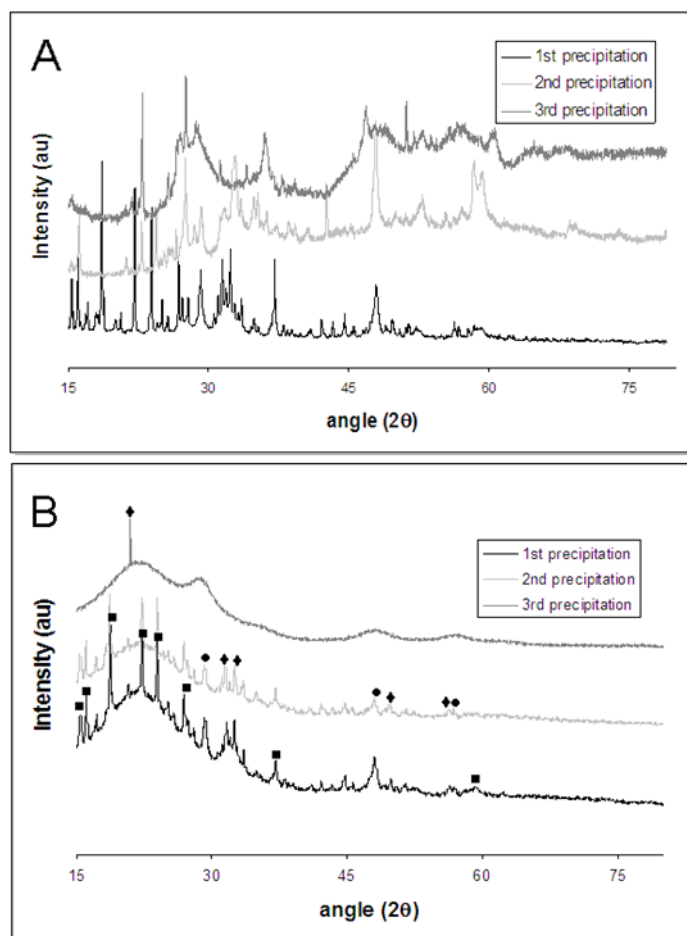 A
1st precipitation
2nd precipitation
3rd precipitation
Intensity (au)
15 30 45 60 75
angle (2θ)
B
1st precipitation
2nd precipitation
3rd precipitation
Intensity (au)
15 30 45 60 75
angle (2θ)